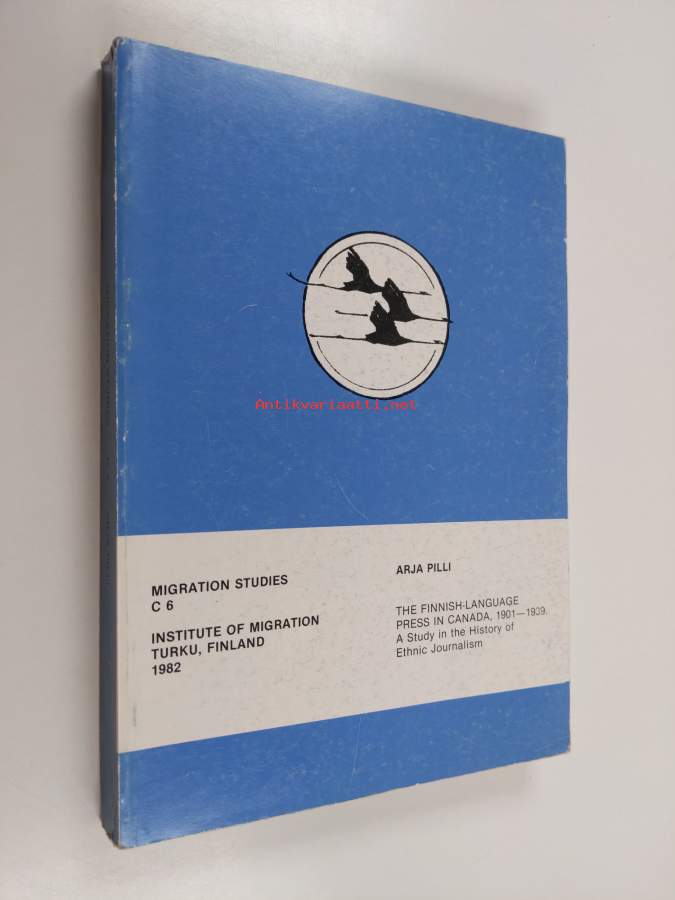 Antikvariaatti.net
MIGRATION STUDIES
C 6
INSTITUTE OF MIGRATION
TURKU, FINLAND
1982
ARJA PILLI
THE FINNISH-LANGUAGE
PRESS IN CANADA, 1901—1939.
A Study in the History of
Ethnic Journalism